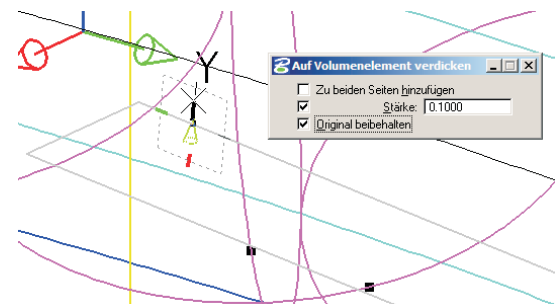 Y
Auf Volumenelement verdicken
Zu beiden Seiten hinzufügen
Stärke: 0.1000
Original beibehalten